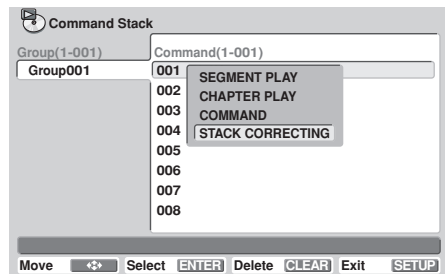 Command Stack
Group(1-001) Command(1-001)
Group001
001
SEGMENT PLAY
002
CHAPTER PLAY
003
COMMAND
004
STACK CORRECTING
005
006
007
008
Move Select ENTER Delete CLEAR Exit SETUP